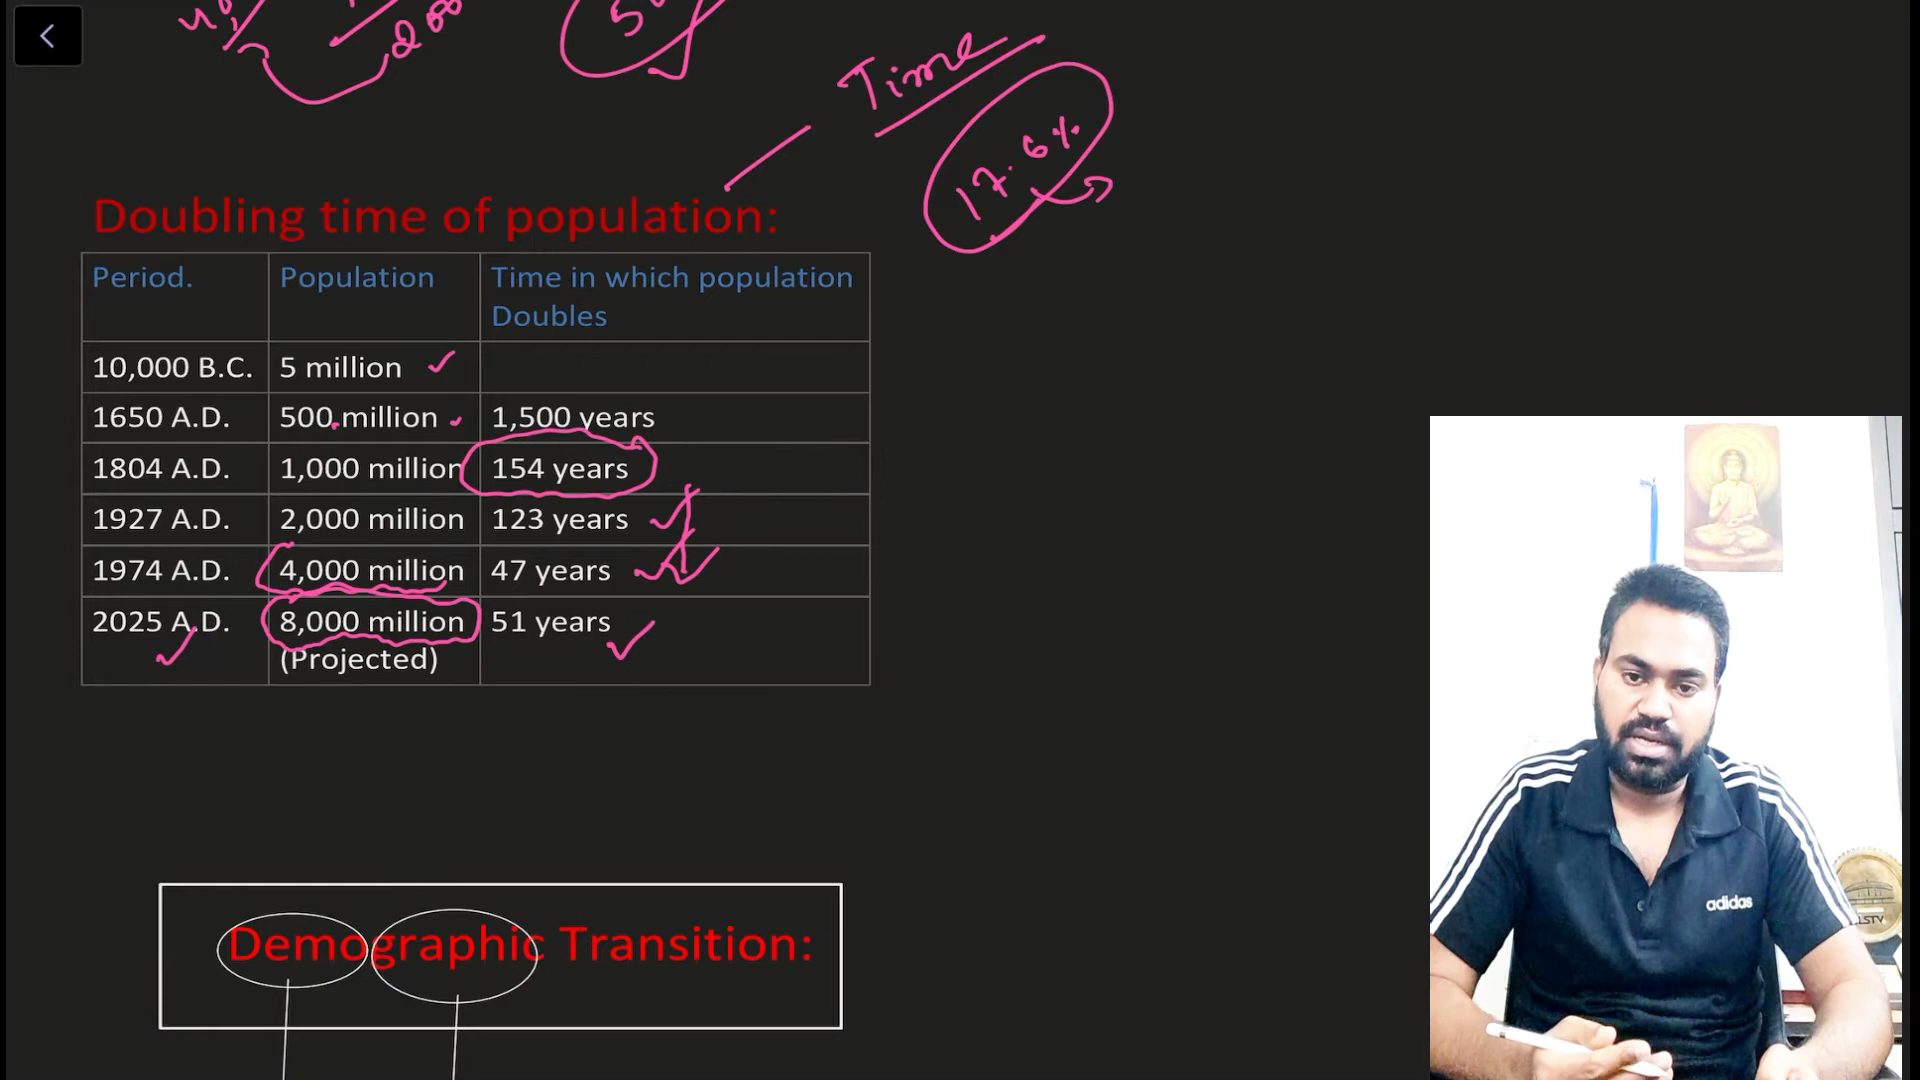 Time
17.6%
Doubling time of population:
Period. Population Time in which population Doubles
10,000 B.C. 5 million
1650 A.D. 500 million 1,500 years
1804 A.D. 1,000 million 154 years
1927 A.D. 2,000 million 123 years
1974 A.D. 4,000 million 47 years
2025 A.D. 8,000 million (Projected) 51 years
Demographic Transition:
adidas